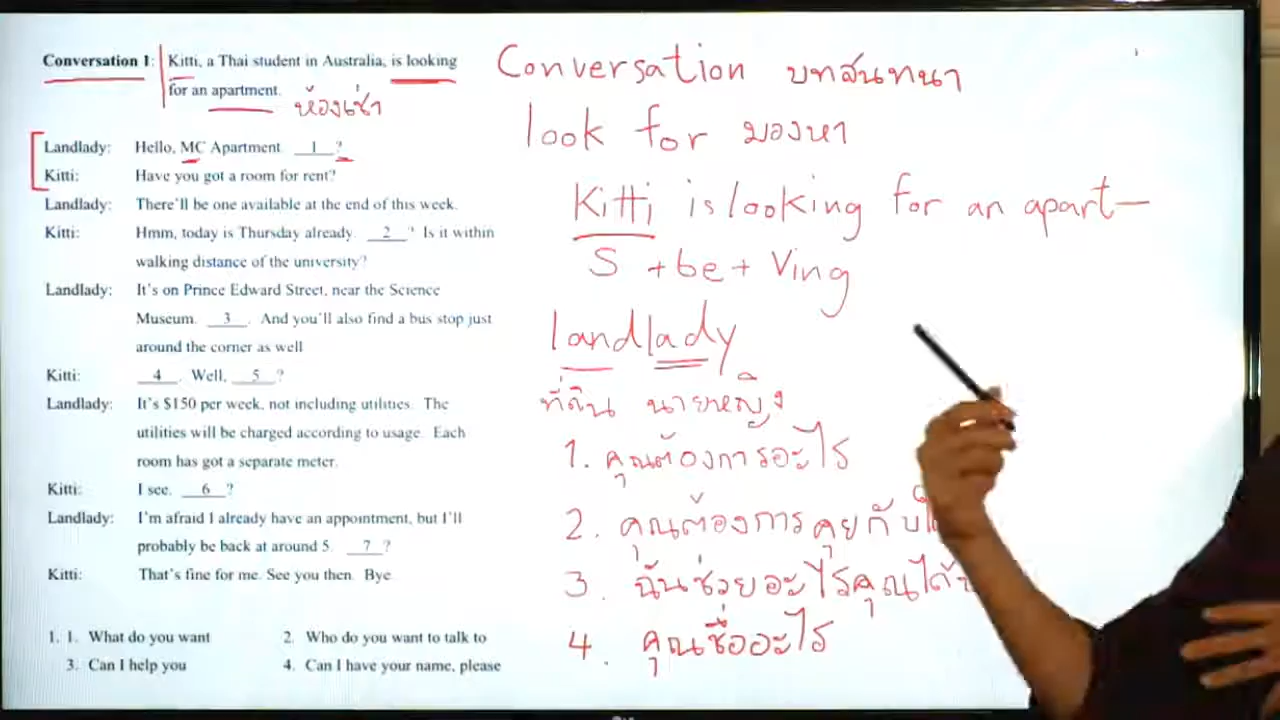 Conversation 1: Kitti, a Thai student in Australia, is looking
for an apartment.
ห้องเช่า
Landlady: Hello, MC Apartment. 1 ?
Kitti: Have you got a room for rent?
Landlady: There'll be one available at the end of this week.
Kitti: Hmm, today is Thursday already. 2 ? Is it within
walking distance of the university?
Landlady: It's on Prince Edward Street, near the Science
Museum. 3 . And you'll also find a bus stop just
around the corner as well
Kitti: 4 . Well, 5 ?
Landlady: It's $150 per week, not including utilities. The
utilities will be charged according to usage. Each
room has got a separate meter.
Kitti: I see. 6 ?
Landlady: I'm afraid I already have an appointment, but I'll
probably be back at around 5. 7 ?
Kitti: That's fine for me. See you then. Bye.
1. 1. What do you want 2. Who do you want to talk to
3. Can I help you 4. Can I have your name, please
Conversation บทสนทนา
look for มองหา
Kitti is looking for an apart—
S + be + Ving
landlady
ที่ดิน นายหญิง
1. คุณต้องการอะไร
2. คุณต้องการคุยกับ
3. ฉันช่วยอะไรคุณได้
4. คุณชื่ออะไร